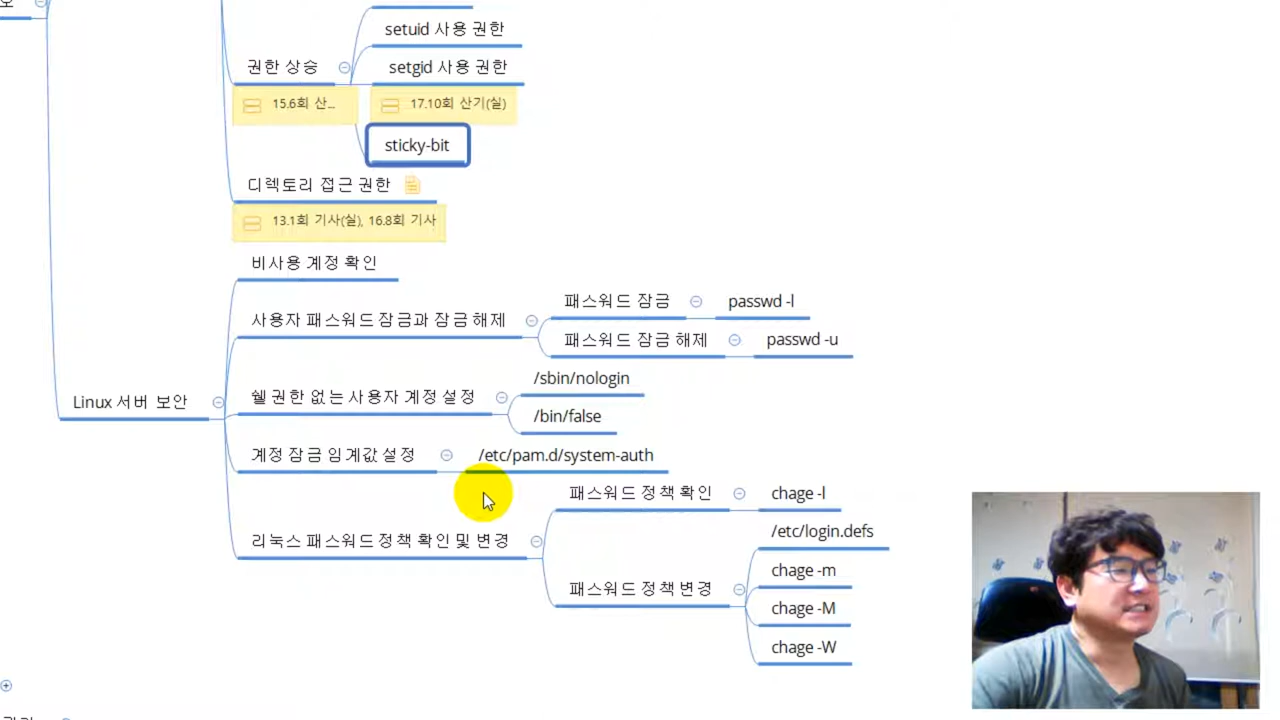 setuid 사용 권한
권한 상승
setgid 사용 권한
15.6회 산...
17.10회 산기(실)
sticky-bit
디렉토리 접근 권한
13.1회 기사(실), 16.8회 기사
비사용 계정 확인
사용자 패스워드 잠금과 잠금 해제
패스워드 잠금
passwd -l
패스워드 잠금 해제
passwd -u
Linux 서버 보안
쉘 권한 없는 사용자 계정 설정
/sbin/nologin
/bin/false
계정 잠금 임계값 설정
/etc/pam.d/system-auth
리눅스 패스워드정책 확인 및 변경
패스워드 정책 확인
chage -l
패스워드 정책 변경
/etc/login.defs
chage -m
chage -M
chage -W